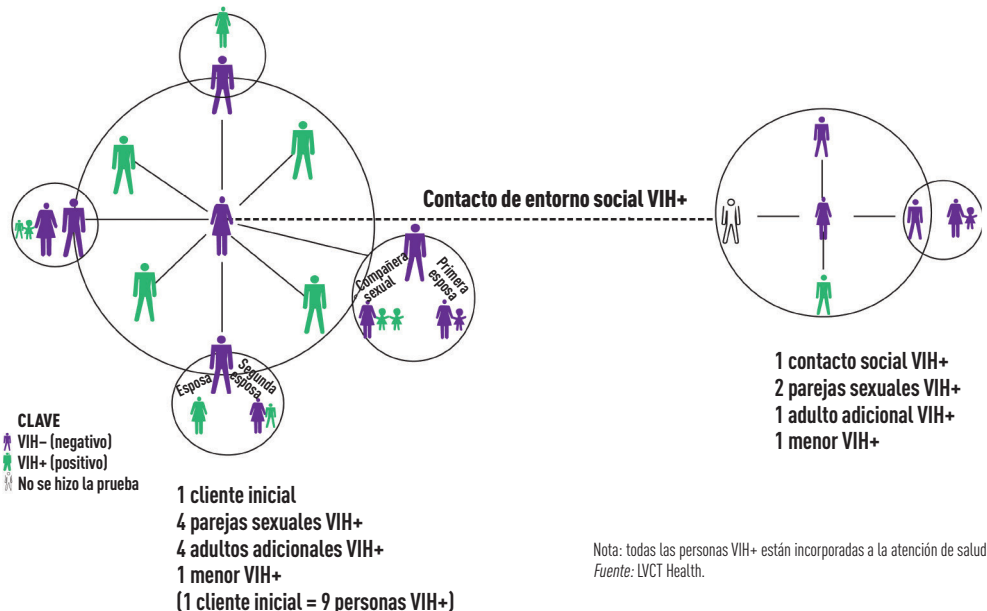 Contacto de entorno social VIH+
Compañera
sexual
Primera
esposa
Esposa
Segunda
esposa
CLAVE
VIH– (negativo)
VIH+ (positivo)
No se hizo la prueba
1 cliente inicial
4 parejas sexuales VIH+
4 adultos adicionales VIH+
1 menor VIH+
(1 cliente inicial = 9 personas VIH+)
1 contacto social VIH+
2 parejas sexuales VIH+
1 adulto adicional VIH+
1 menor VIH+
Nota: todas las personas VIH+ están incorporadas a la atención de salud
Fuente: LVCT Health.